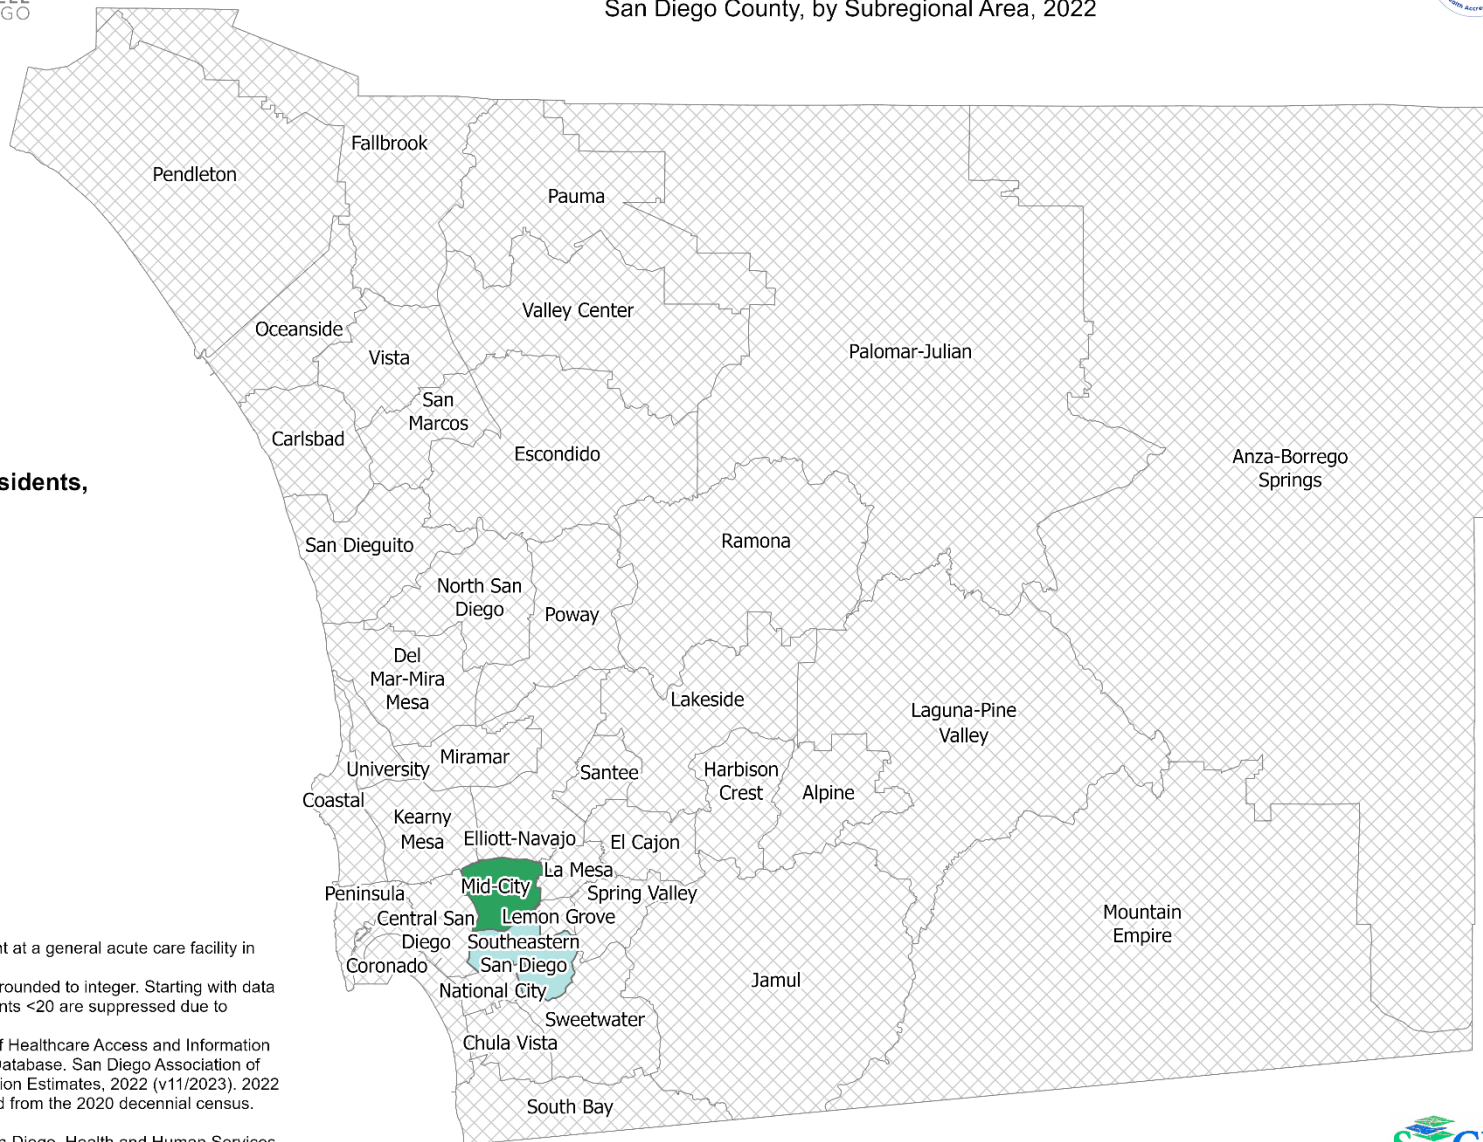 GO
San Diego County, by Subregional Area, 2022
Fallbrook
Pendleton
Pauma
Valley Center
Oceanside
Vista
Palomar-Julian
San
Marcos
Carlsbad
Escondido
Anza-Borrego
Springs
sidents,
Ramona
San Dieguito
North San
Diego
Poway
Del
Mar-Mira
Mesa
Lakeside
Laguna-Pine
Valley
Miramar
University
Santee
Harbison
Crest
Alpine
Coastal
Kearny
Mesa
Elliott-Navajo
El Cajon
La Mesa
Mid-City
Peninsula
Spring Valley
Central San
Diego
Lemon Grove
Mountain
Empire
Southeastern
San Diego
Coronado
Jamul
National City
Sweetwater
Chula Vista
South Bay
nt at a general acute care facility in
rounded to integer. Starting with data
nts <20 are suppressed due to
f Healthcare Access and Information
Database. San Diego Association of
ion Estimates, 2022 (v11/2023). 2022
d from the 2020 decennial census.
n Diego, Health and Human Services